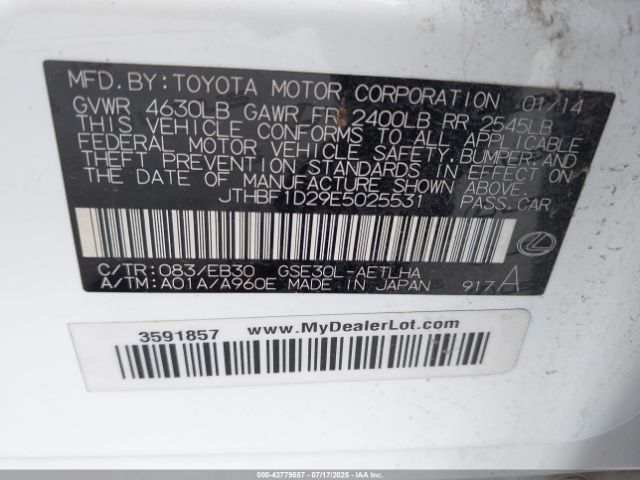 MFD. BY: TOYOTA MOTOR CORPORATION 01/14
GVWR 4630LB GAWR FR 2400LB RR 2545LB
THIS VEHICLE CONFORMS TO ALL APPLICABLE
FEDERAL MOTOR VEHICLE SAFETY, BUMPER, AND
THEFT PREVENTION STANDARDS IN EFFECT ON
THE DATE OF MANUFACTURE SHOWN ABOVE.
JTHBF1D29E5025531 PASS.CAR
C/TR: 083/EB30 GSE30L-AETLHA
A/TM: A01A/A960E MADE IN JAPAN 917 A
3591857 www.MyDealerLot.com
000-42779557 - 07/17/2025 - IAAI.COM